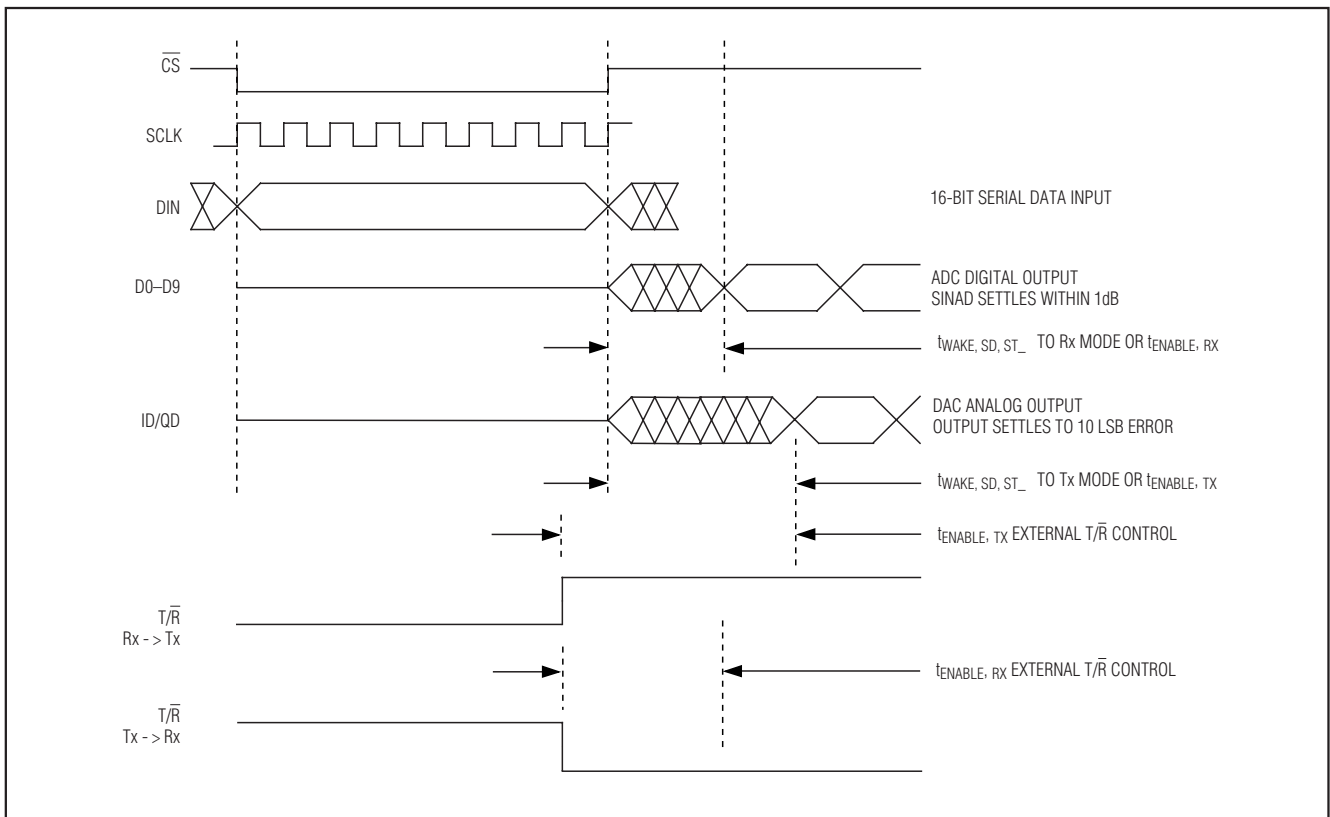 CS
SCLK
DIN
16-BIT SERIAL DATA INPUT
D0–D9
ADC DIGITAL OUTPUT
SINAD SETTLES WITHIN 1dB
tWAKE, SD, ST_ TO Rx MODE OR tENABLE, RX
ID/QD
DAC ANALOG OUTPUT
OUTPUT SETTLES TO 10 LSB ERROR
tWAKE, SD, ST_ TO Tx MODE OR tENABLE, TX
tENABLE, TX EXTERNAL T/R̅ CONTROL
T/R̅
Rx - > Tx
tENABLE, RX EXTERNAL T/R̅ CONTROL
T/R̅
Tx - > Rx